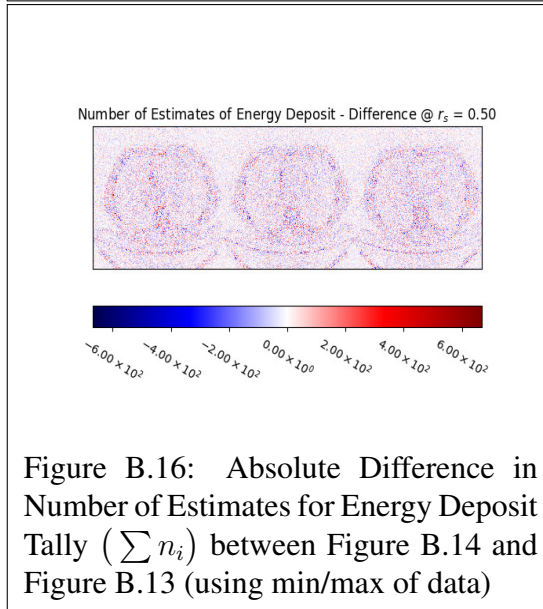 Number of Estimates of Energy Deposit - Difference @ rₛ = 0.50
−6.00 × 10² −4.00 × 10² −2.00 × 10² 0.00 × 10⁰ 2.00 × 10² 4.00 × 10² 6.00 × 10²
Figure B.16: Absolute Difference in
Number of Estimates for Energy Deposit
Tally (∑ nᵢ) between Figure B.14 and
Figure B.13 (using min/max of data)